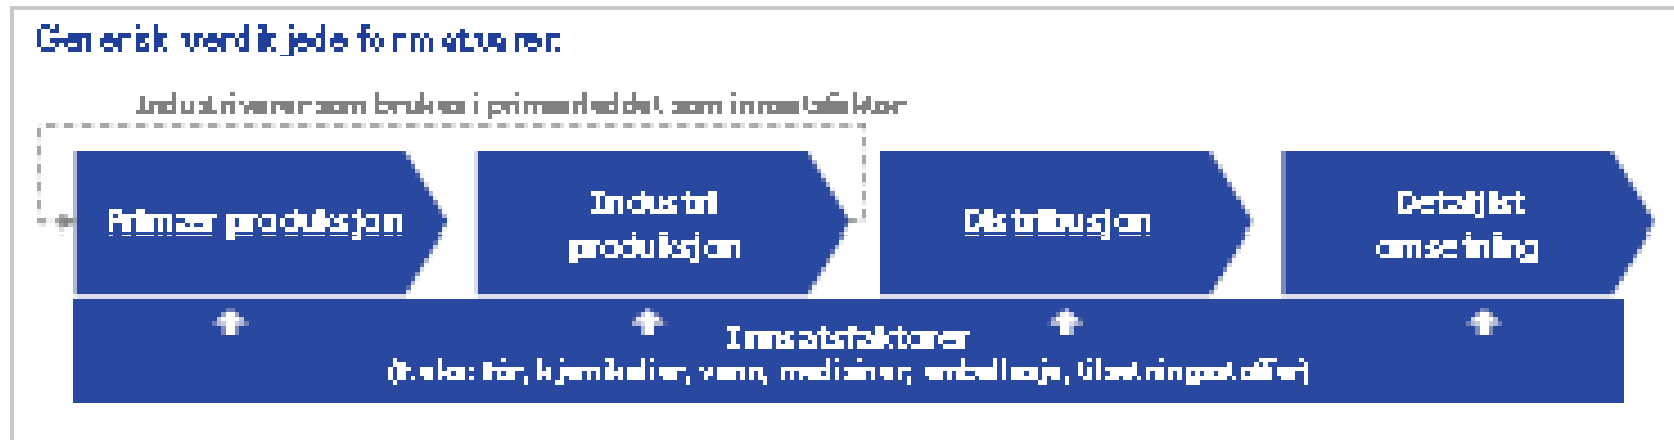 Generisk verdikjede for matvarer:
Industrivarer som brukes i primærleddet som innsatsfaktor
Primær produksjon
Industri
produksjon
Distribusjon
Detaljist
omsetning
Innsatsfaktorer
(f.eks: fôr, kjemikalier, vann, medisiner, emballasje, tilsetningsstoffer)